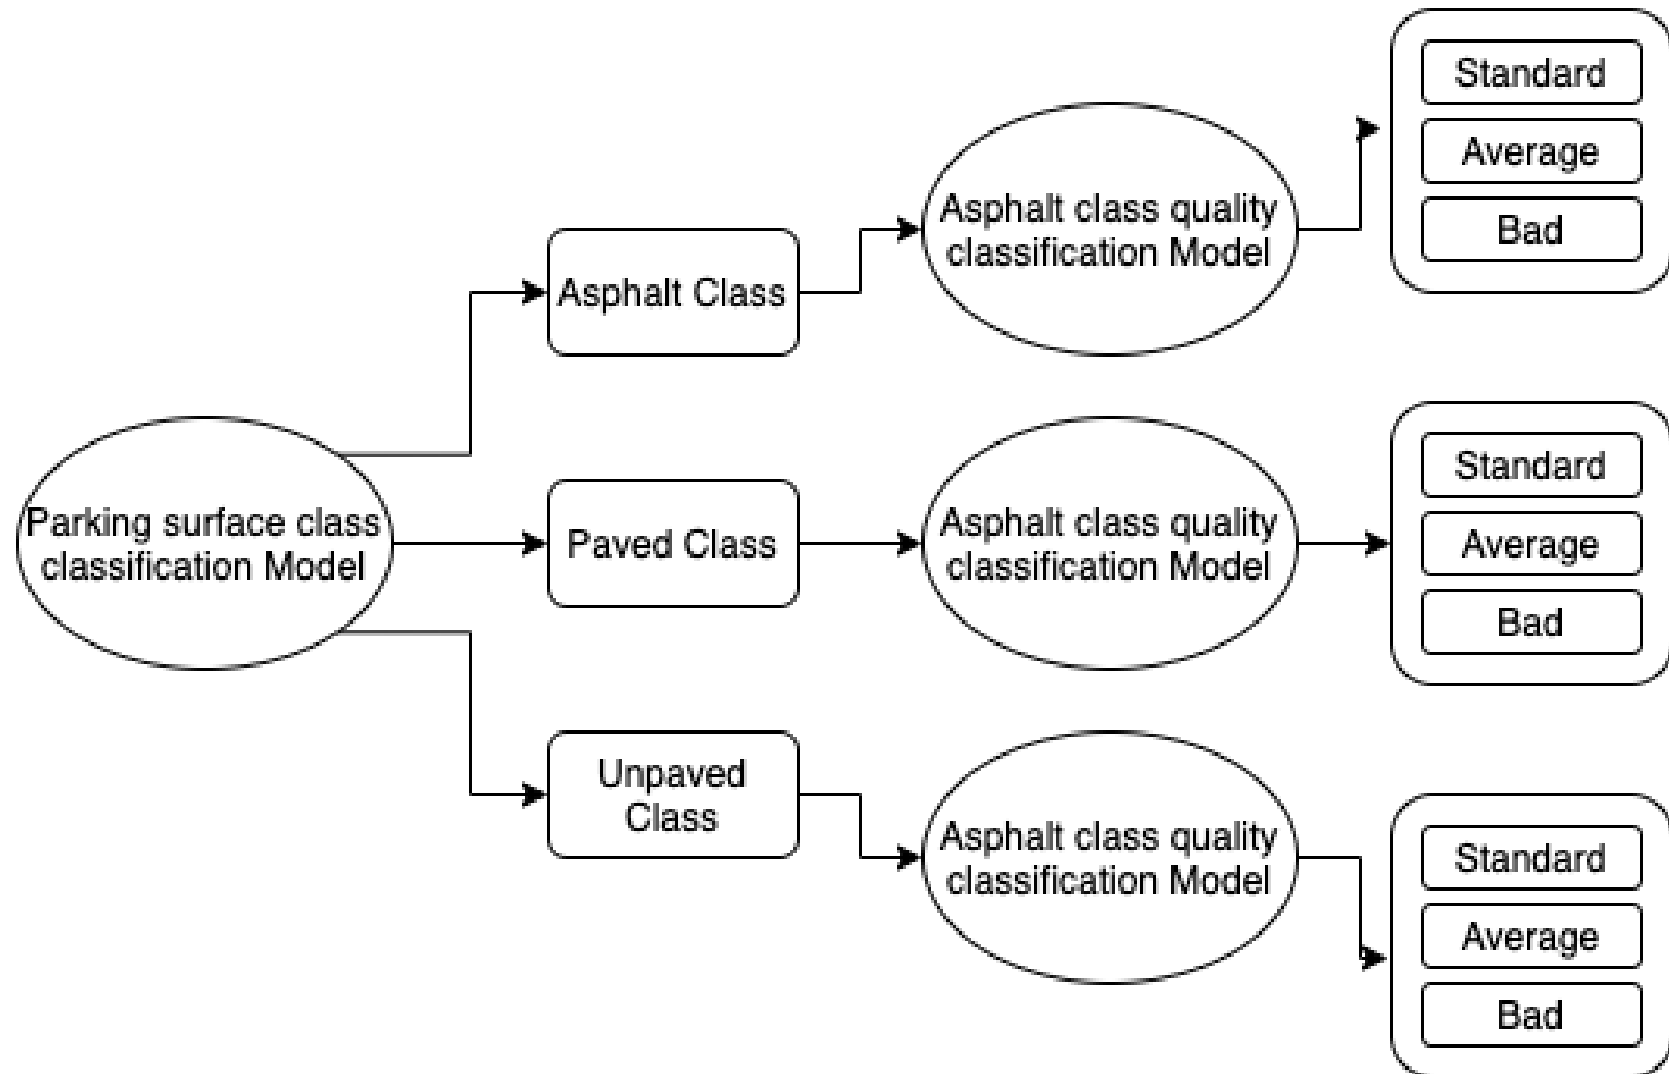 Parking surface class
classification Model
Asphalt Class
Asphalt class quality
classification Model
Standard
Average
Bad
Paved Class
Asphalt class quality
classification Model
Standard
Average
Bad
Unpaved
Class
Asphalt class quality
classification Model
Standard
Average
Bad